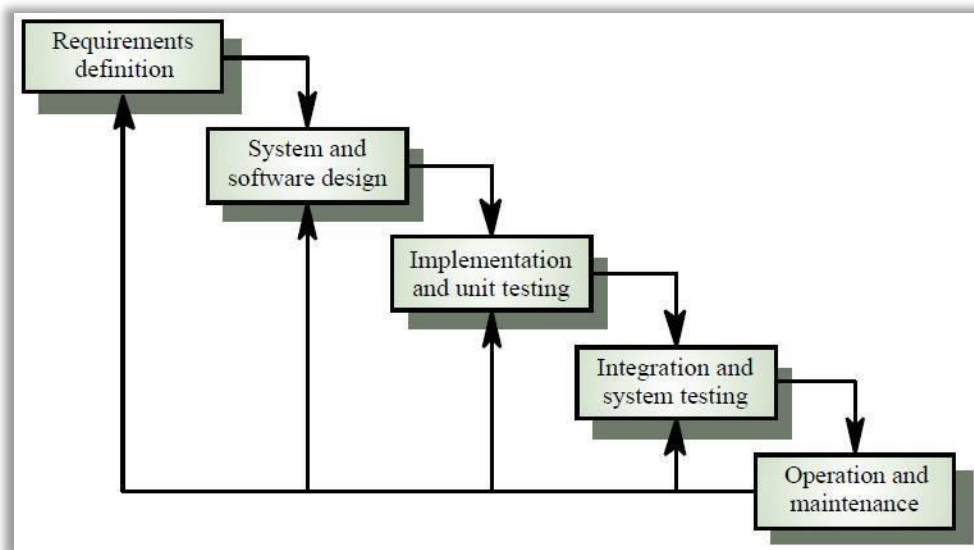 Requirements
definition
System and
software design
Implementation
and unit testing
Integration and
system testing
Operation and
maintenance